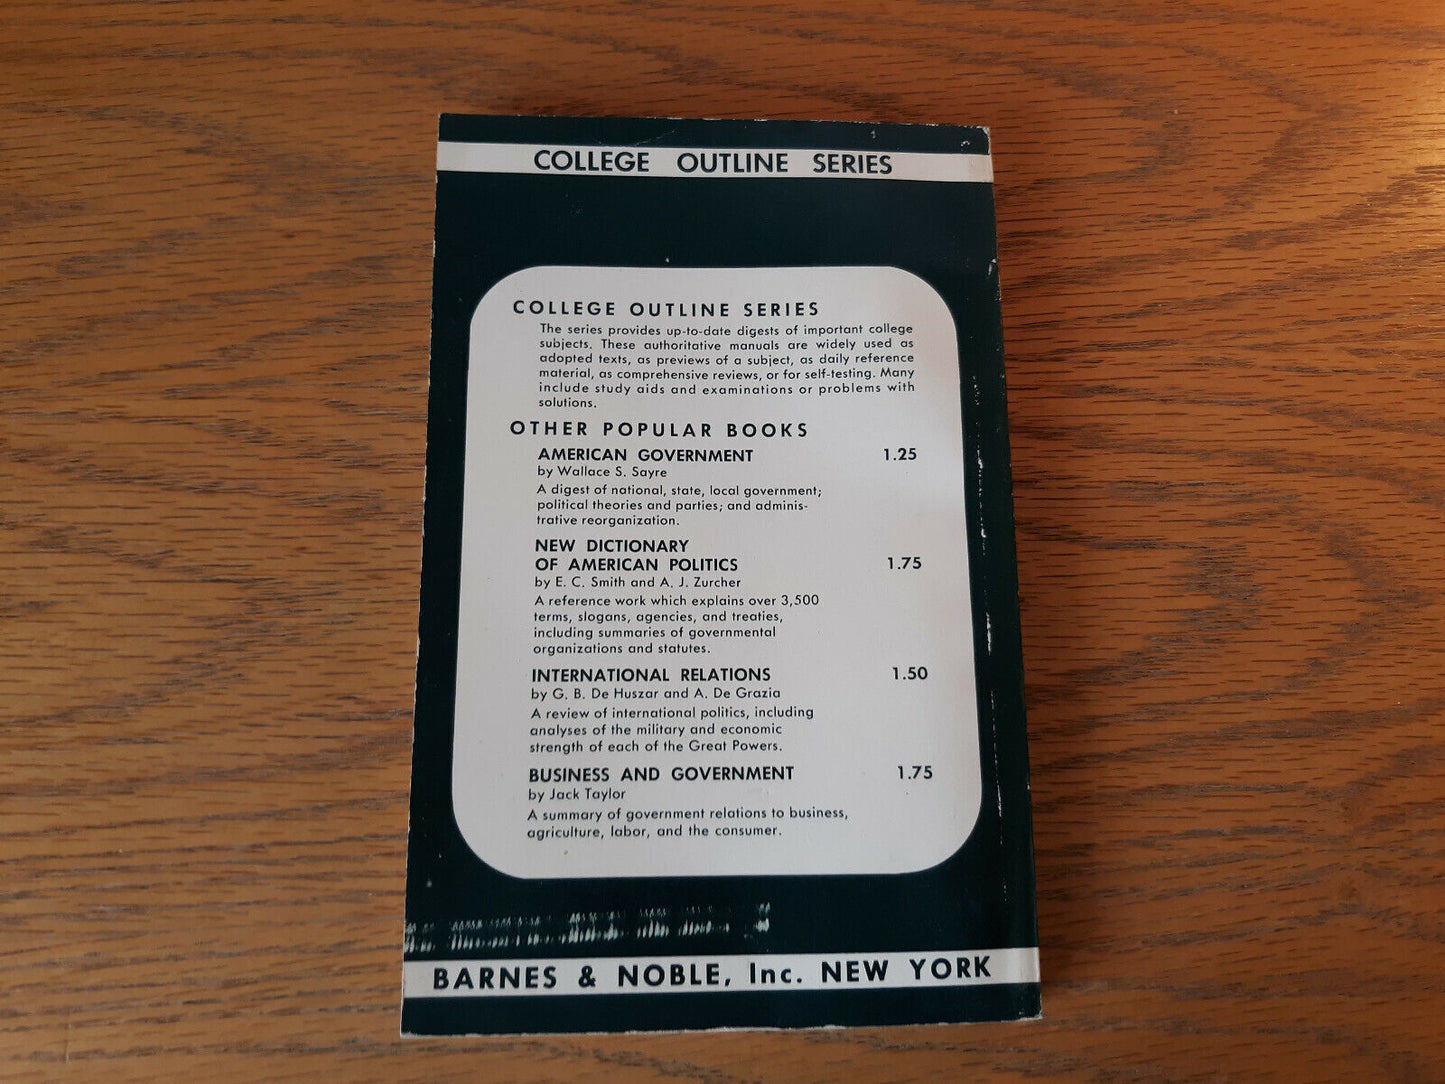 COLLEGE OUTLINE SERIES
COLLEGE OUTLINE SERIES
The series provides up-to-date digests of important college
subjects. These authoritative manuals are widely used as
adopted texts, as previews of a subject, as daily reference
material, as comprehensive reviews, or for self-testing. Many
include study aids and examinations or problems with
solutions.
OTHER POPULAR BOOKS
AMERICAN GOVERNMENT 1.25
by Wallace S. Sayre
A digest of national, state, local government;
political theories and parties; and adminis-
trative reorganization.
NEW DICTIONARY
OF AMERICAN POLITICS 1.75
by E. C. Smith and A. J. Zurcher
A reference work which explains over 3,500
terms, slogans, agencies, and treaties,
including summaries of governmental
organizations and statutes.
INTERNATIONAL RELATIONS 1.50
by G. B. De Huszar and A. De Grazia
A review of international politics, including
analyses of the military and economic
strength of each of the Great Powers.
BUSINESS AND GOVERNMENT 1.75
by Jack Taylor
A summary of government relations to business,
agriculture, labor, and the consumer.
BARNES & NOBLE, Inc. NEW YORK